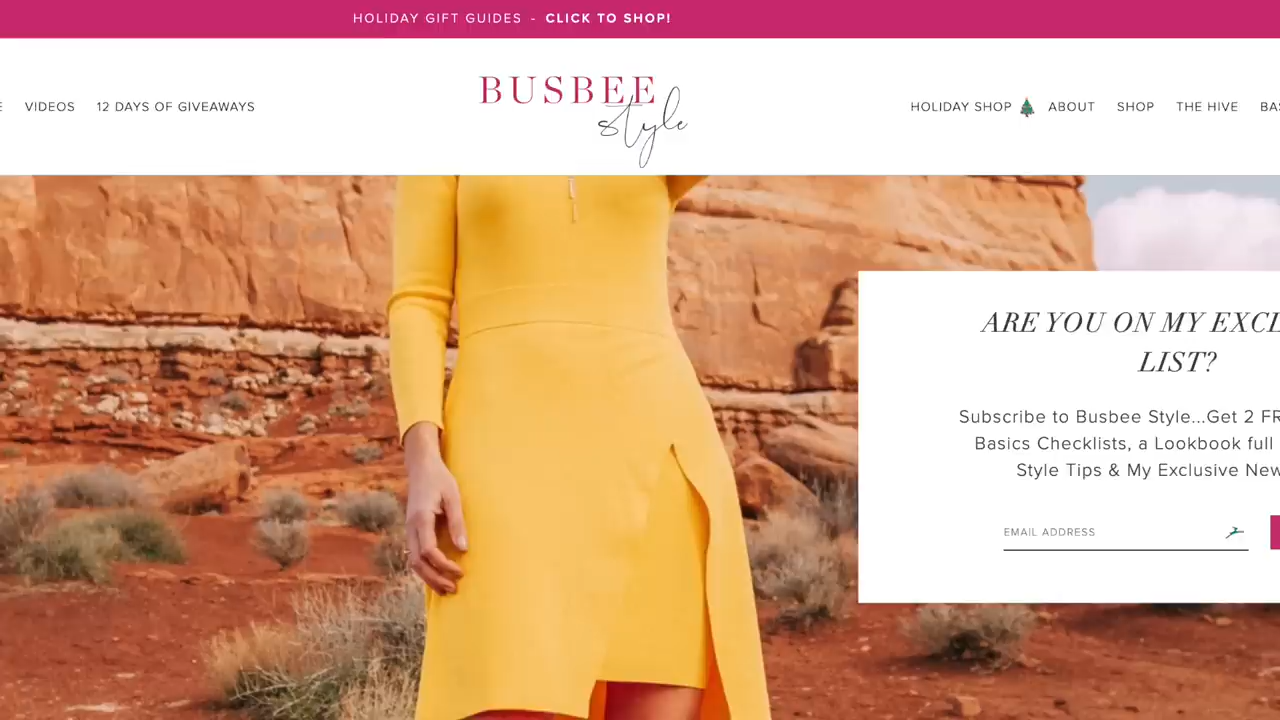 HOLIDAY GIFT GUIDES - CLICK TO SHOP!
VIDEOS 12 DAYS OF GIVEAWAYS
BUSBEE
style
HOLIDAY SHOP ABOUT SHOP THE HIVE
ARE YOU ON MY
LIST?
Subscribe to Busbee Style...Get 2
Basics Checklists, a Lookbook full
Style Tips & My Exclusive
EMAIL ADDRESS